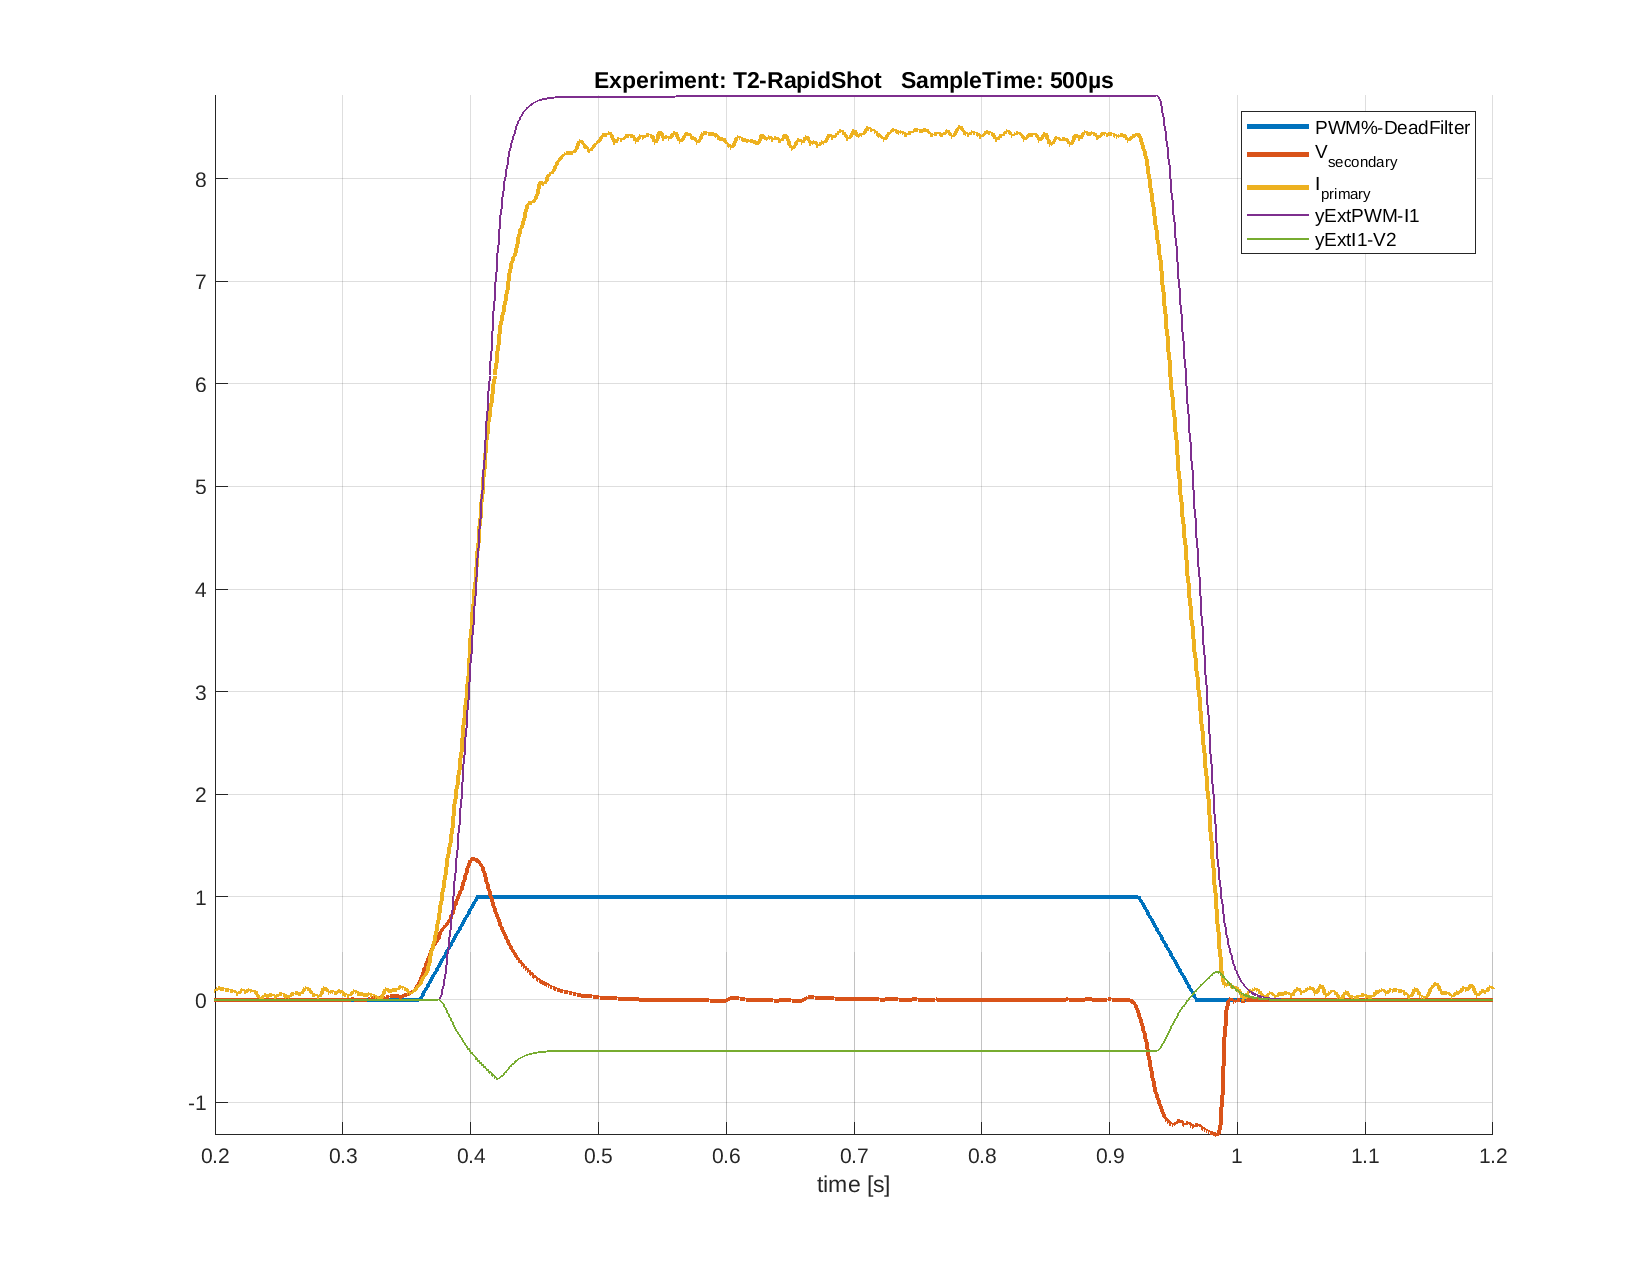 Experiment: T2-RapidShot   SampleTime: 500µs
PWM%-DeadFilter
Vsecondary
Iprimary
yExtPWM-I1
yExtI1-V2
8
7
6
5
4
3
2
1
0
-1
0.2 0.3 0.4 0.5 0.6 0.7 0.8 0.9 1 1.1 1.2
time [s]